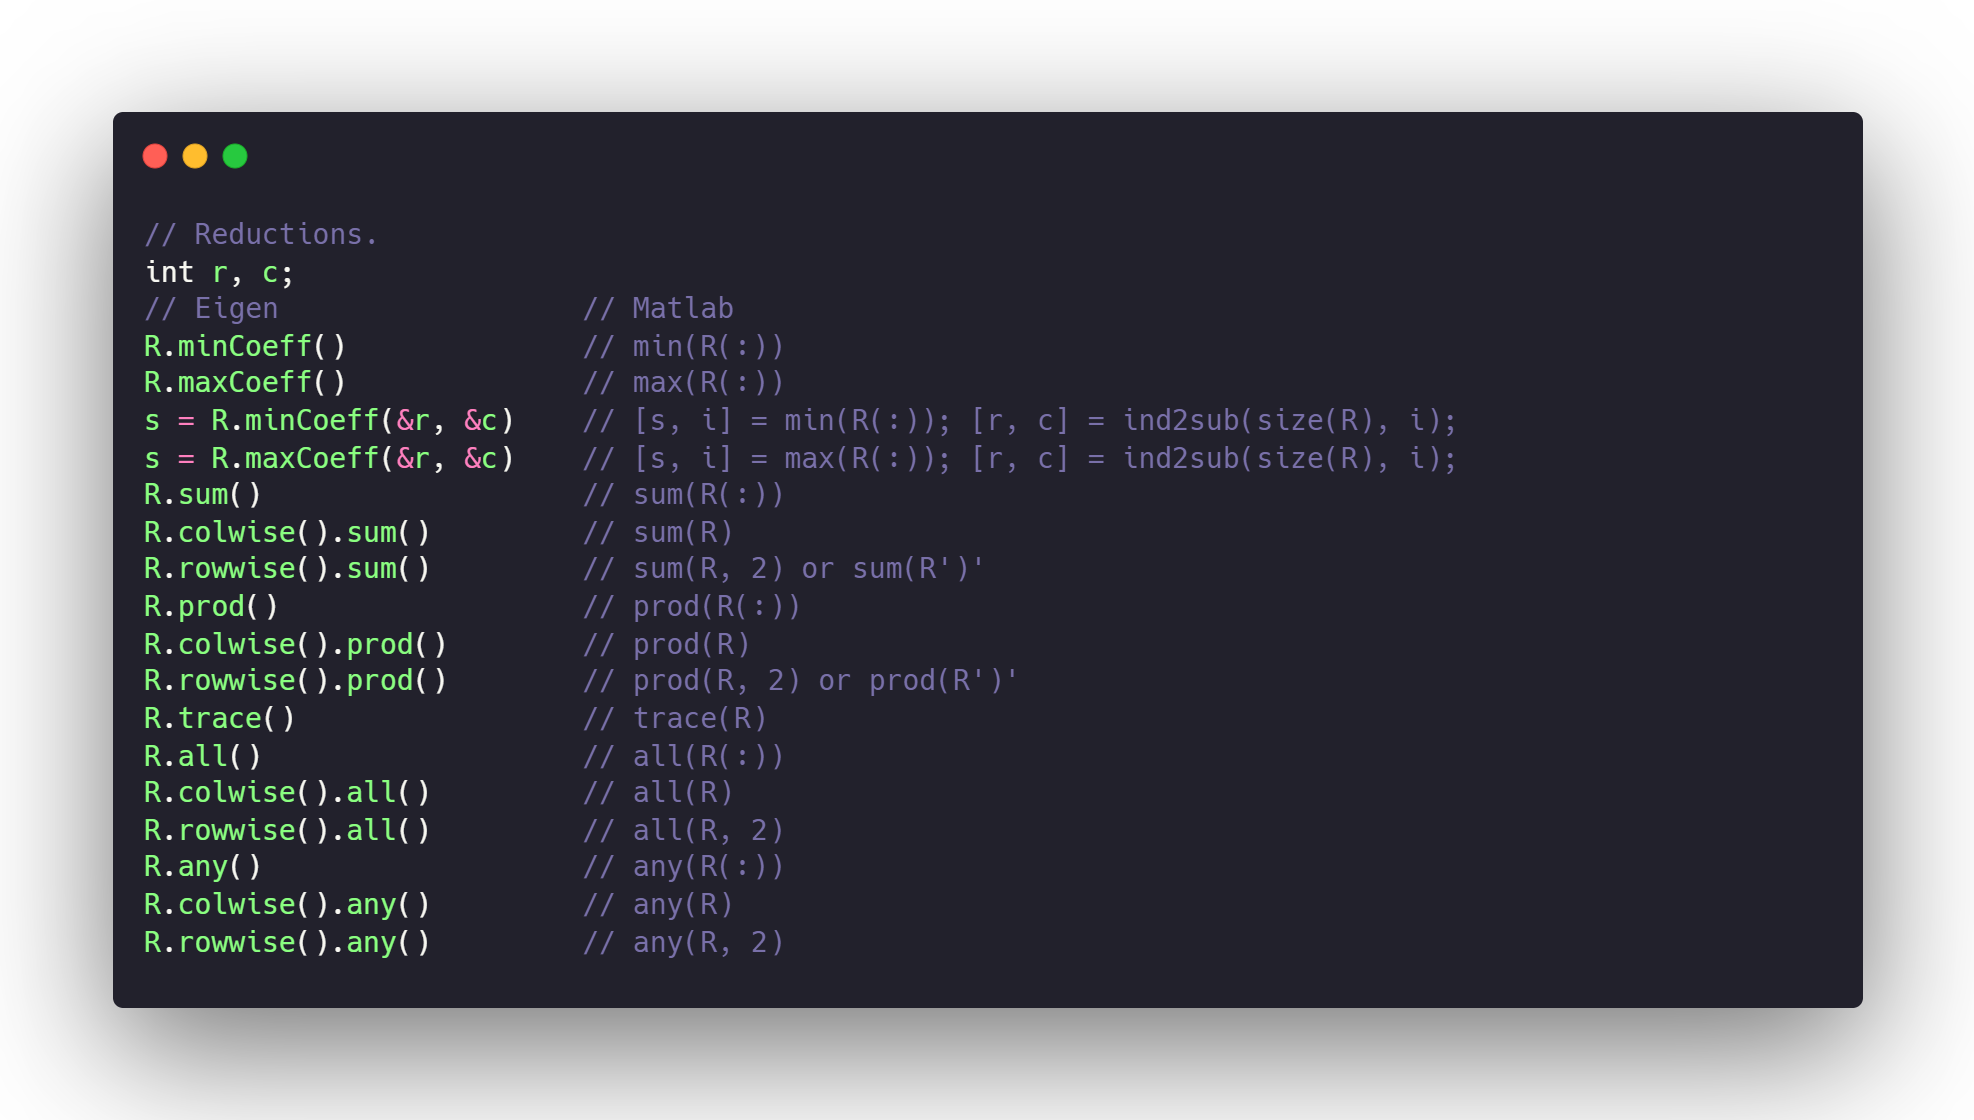 // Reductions.
int r, c;
// Eigen                  // Matlab
R.minCoeff()              // min(R(:))
R.maxCoeff()              // max(R(:))
s = R.minCoeff(&r, &c)    // [s, i] = min(R(:)); [r, c] = ind2sub(size(R), i);
s = R.maxCoeff(&r, &c)    // [s, i] = max(R(:)); [r, c] = ind2sub(size(R), i);
R.sum()                   // sum(R(:))
R.colwise().sum()         // sum(R)
R.rowwise().sum()         // sum(R, 2) or sum(R')'
R.prod()                  // prod(R(:))
R.colwise().prod()        // prod(R)
R.rowwise().prod()        // prod(R, 2) or prod(R')'
R.trace()                 // trace(R)
R.all()                   // all(R(:))
R.colwise().all()         // all(R)
R.rowwise().all()         // all(R, 2)
R.any()                   // any(R(:))
R.colwise().any()         // any(R)
R.rowwise().any()         // any(R, 2)